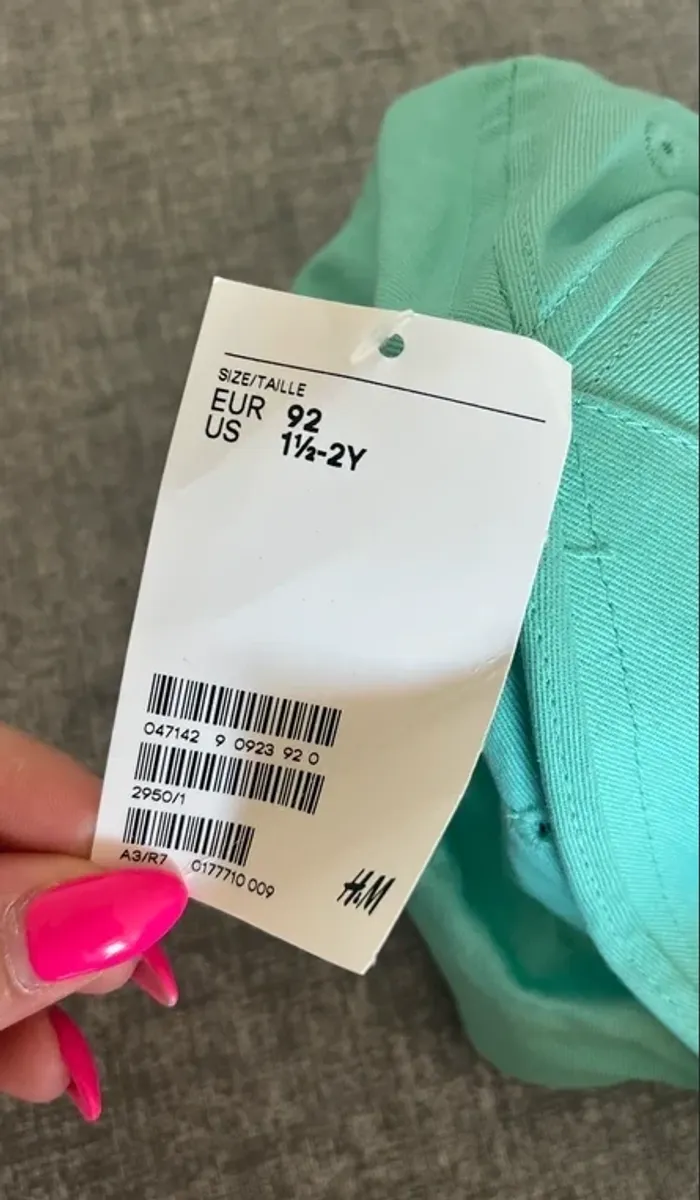 SIZE/TAILLE
EUR 92
US 1½-2Y
047142 9 0923 92 0
2950/1
A3/R7 0177710 009
H&M